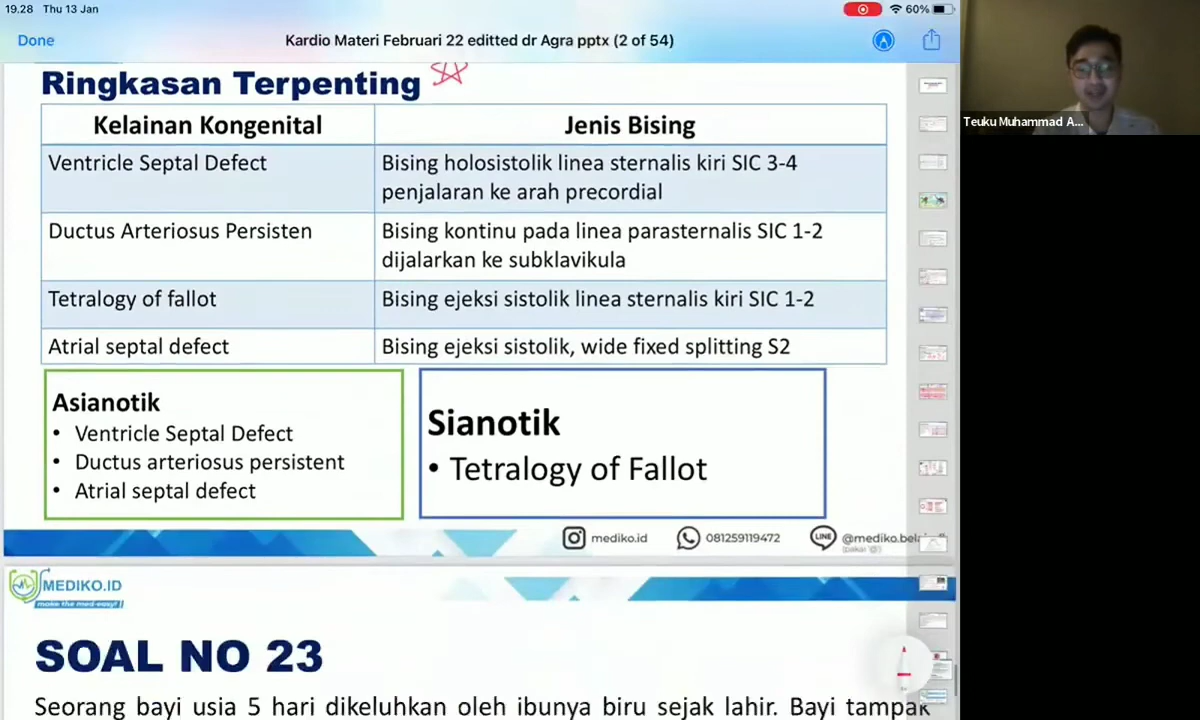 19.28 Thu 13 Jan
60%
Done
Kardio Materi Februari 22 editted dr Agra pptx (2 of 54)
Teuku Muhammad A...
Ringkasan Terpenting
Kelainan Kongenital
Jenis Bising
Ventricle Septal Defect
Bising holosistolik linea sternalis kiri SIC 3-4
penjalaran ke arah precordial
Ductus Arteriosus Persisten
Bising kontinu pada linea parasternalis SIC 1-2
dijalarkan ke subklavikula
Tetralogy of fallot
Bising ejeksi sistolik linea sternalis kiri SIC 1-2
Atrial septal defect
Bising ejeksi sistolik, wide fixed splitting S2
Asianotik
• Ventricle Septal Defect
• Ductus arteriosus persistent
• Atrial septal defect
Sianotik
• Tetralogy of Fallot
mediko.id
081259119472
LINE
@mediko.bel
(pakai '@')
MEDIKO.ID
make the med-easy!
SOAL NO 23
Seorang bayi usia 5 hari dikeluhkan oleh ibunya biru sejak lahir. Bayi tampak